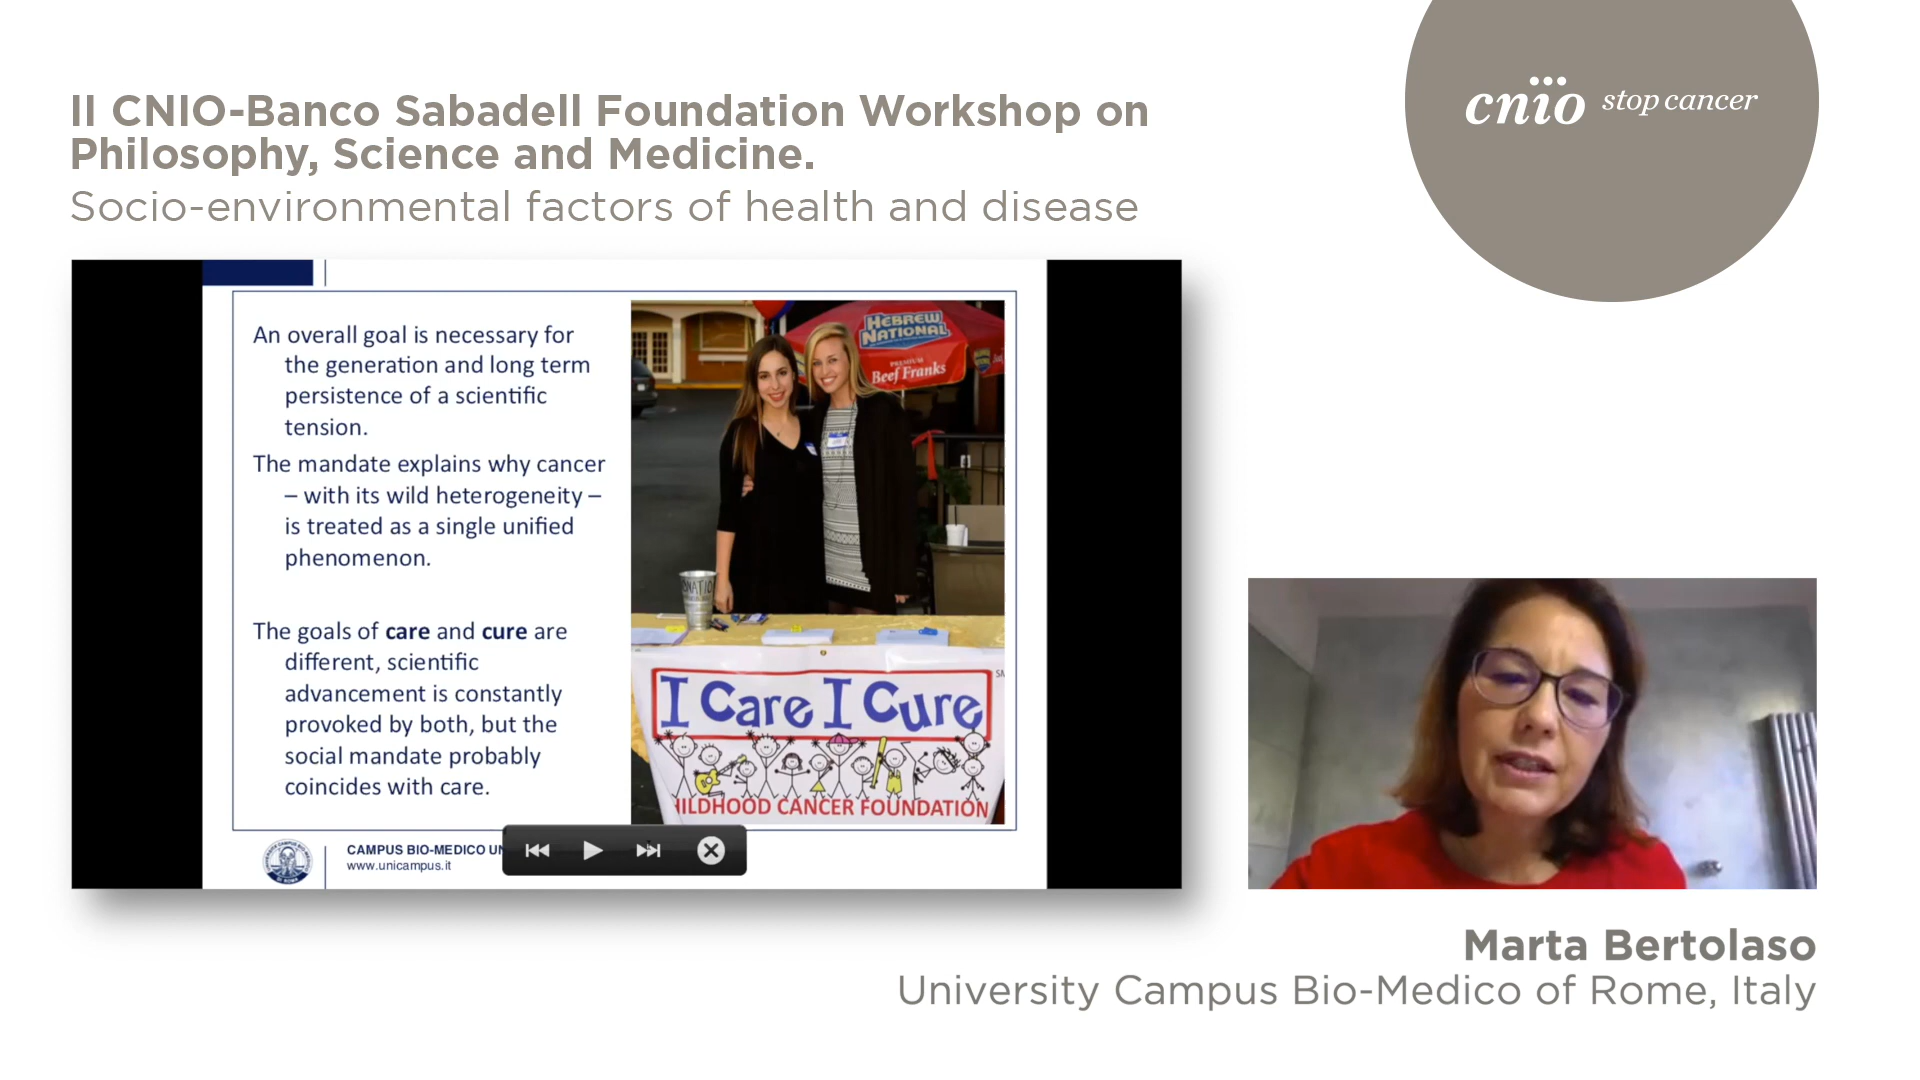 II CNIO-Banco Sabadell Foundation Workshop on
Philosophy, Science and Medicine.
Socio-environmental factors of health and disease
cnio stop cancer
An overall goal is necessary for
the generation and long term
persistence of a scientific
tension.
The mandate explains why cancer
– with its wild heterogeneity –
is treated as a single unified
phenomenon.
The goals of care and cure are
different, scientific
advancement is constantly
provoked by both, but the
social mandate probably
coincides with care.
HEBREW
NATIONAL
PREMIUM
Beef Franks
I Care I Cure
SM
HILDHOOD CANCER FOUNDATION
CAMPUS BIO-MEDICO UN
www.unicampus.it
Marta Bertolaso
University Campus Bio-Medico of Rome, Italy